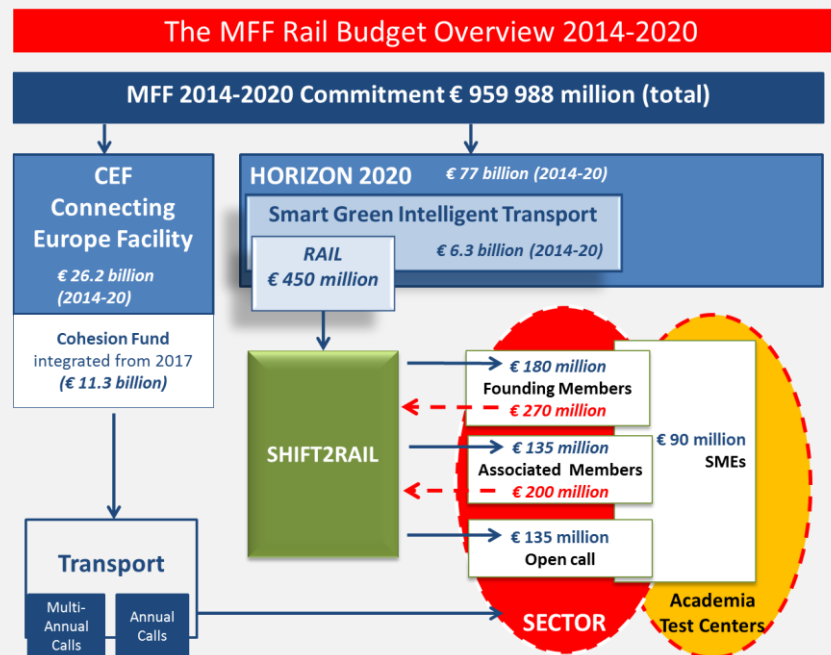 The MFF Rail Budget Overview 2014-2020
MFF 2014-2020 Commitment € 959 988 million (total)
CEF
Connecting
Europe Facility
€ 26.2 billion
(2014-20)
Cohesion Fund
integrated from 2017
(€ 11.3 billion)
HORIZON 2020 € 77 billion (2014-20)
Smart Green Intelligent Transport
€ 6.3 billion (2014-20)
RAIL
€ 450 million
SHIFT2RAIL
€ 180 million
Founding Members
€ 270 million
€ 135 million
Associated Members
€ 200 million
€ 135 million
Open call
€ 90 million
SMEs
Transport
Multi-
Annual
Calls
Annual
Calls
SECTOR
Academia
Test Centers